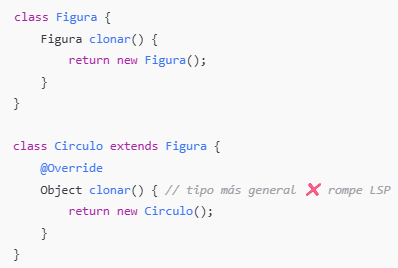 class Figura {
    Figura clonar() {
        return new Figura();
    }
}

class Circulo extends Figura {
    @Override
    Object clonar() { // tipo más general ❌ rompe LSP
        return new Circulo();
    }
}